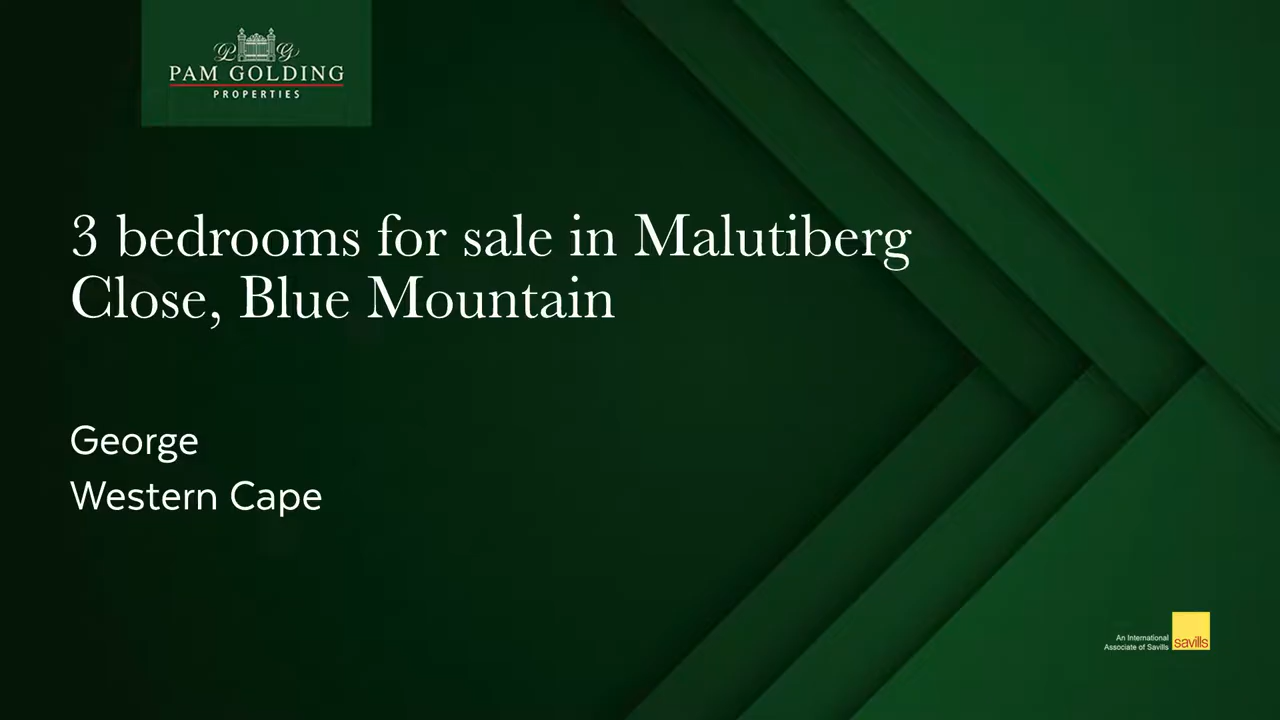 P G
PAM GOLDING
PROPERTIES
3 bedrooms for sale in Malutiberg
Close, Blue Mountain
George
Western Cape
An International
Associate of Savills
savills